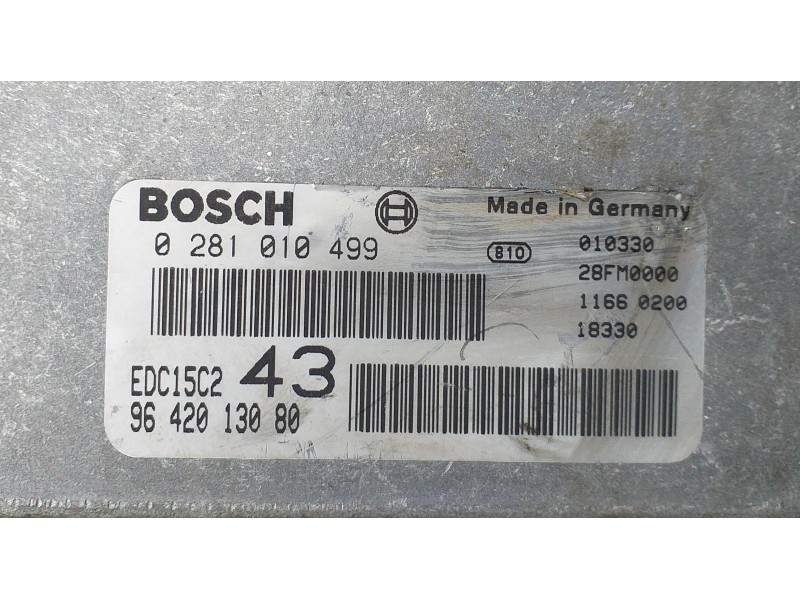 BOSCH Made in Germany
0 281 010 499 810 010330
28FM0000
1166 0200
18330
EDC15C2 43
96 420 130 80